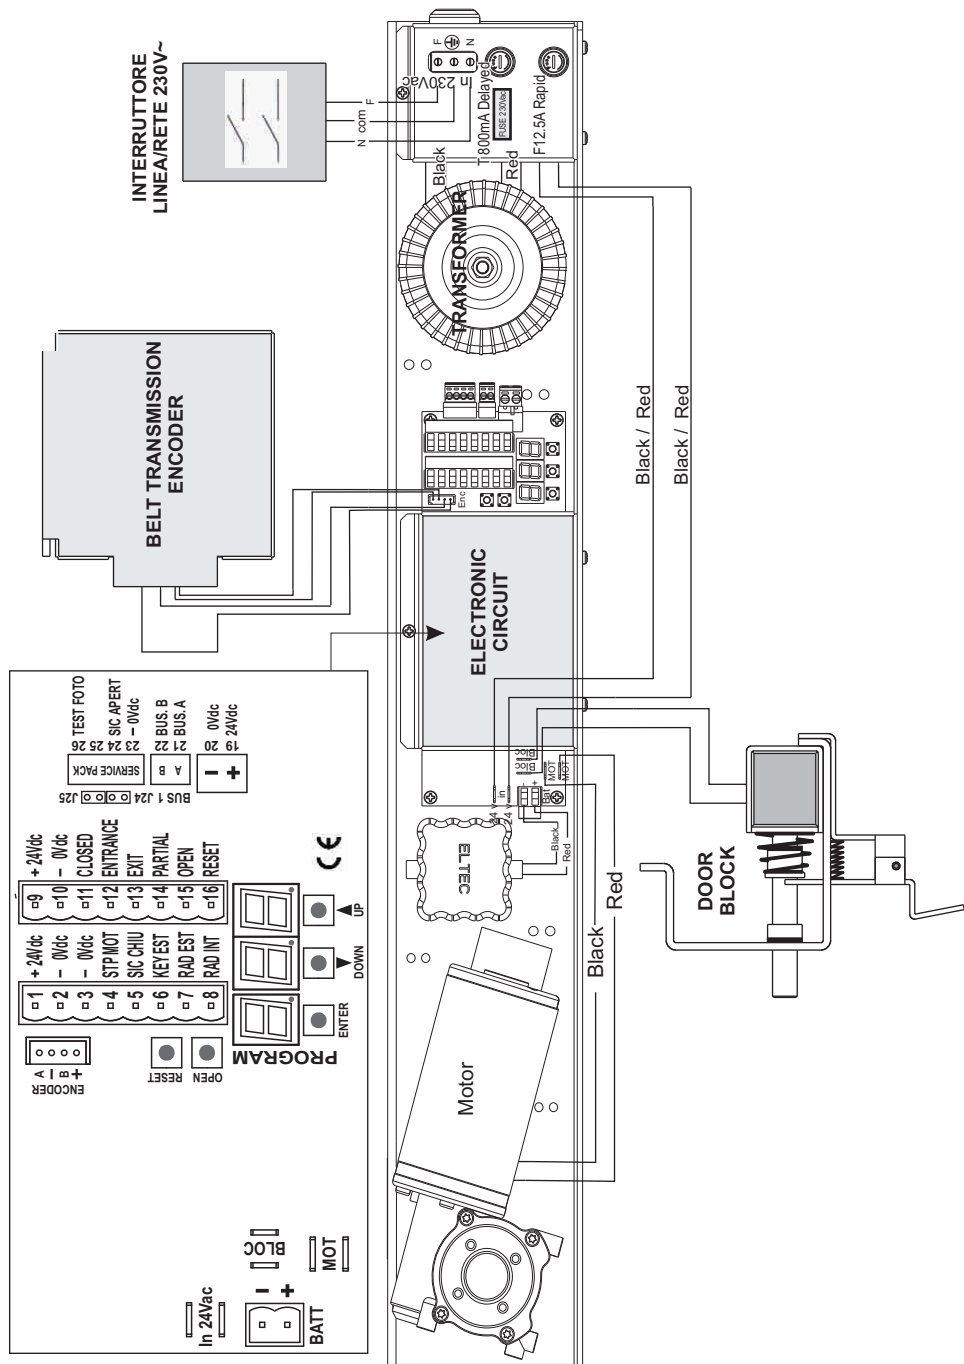 INTERRUTTORE
LINEA/RETE 230V~
F
com
N
F
N
In 230Vac
T 800mA Delayed
FUSE 230Vac
F12.5A Rapid
Black
Red
TRANSFORMER
BELT TRANSMISSION
ENCODER
Enc
ELECTRONIC
CIRCUIT
Black / Red
Black / Red
24 v
in
24 v
Bloc
Bloc
MOT
MOT
Bat
-
+
Black
Red
ELTEC
Black
Red
Motor
DOOR
BLOCK
TEST FOTO
SIC APERT
- 0Vdc
26
25
24
23
SERVICE PACK
BUS. B
BUS. A
22
21
B
A
0Vdc
24Vdc
20
19
-
+
J25
BUS 1 J24
9 + 24Vdc
10 - 0Vdc
11 CLOSED
12 ENTRANCE
13 EXIT
14 PARTIAL
15 OPEN
16 RESET
1 + 24Vdc
2 - 0Vdc
3 - 0Vdc
4 STP MOT
5 SIC CHIU
6 KEY EST
7 RAD EST
8 RAD INT
CE
UP
DOWN
ENTER
PROGRAM
A
-
B
+
ENCODER
RESET
OPEN
BLOC
MOT
In 24Vac
-
+
BATT